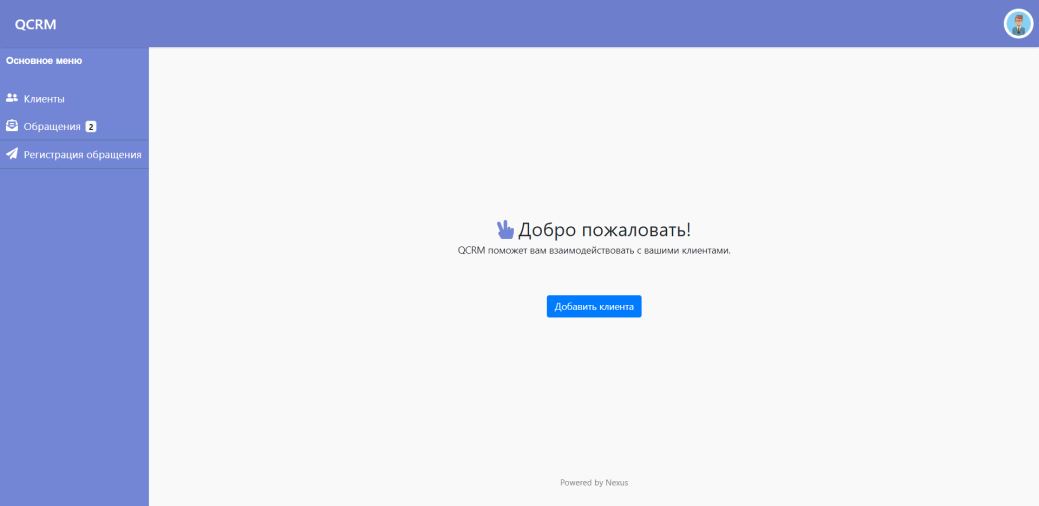 QCRM
Основное меню
Клиенты
Обращения 2
Регистрация обращения
Добро пожаловать!
QCRM поможет вам взаимодействовать с вашими клиентами.
Добавить клиента
Powered by Nexus